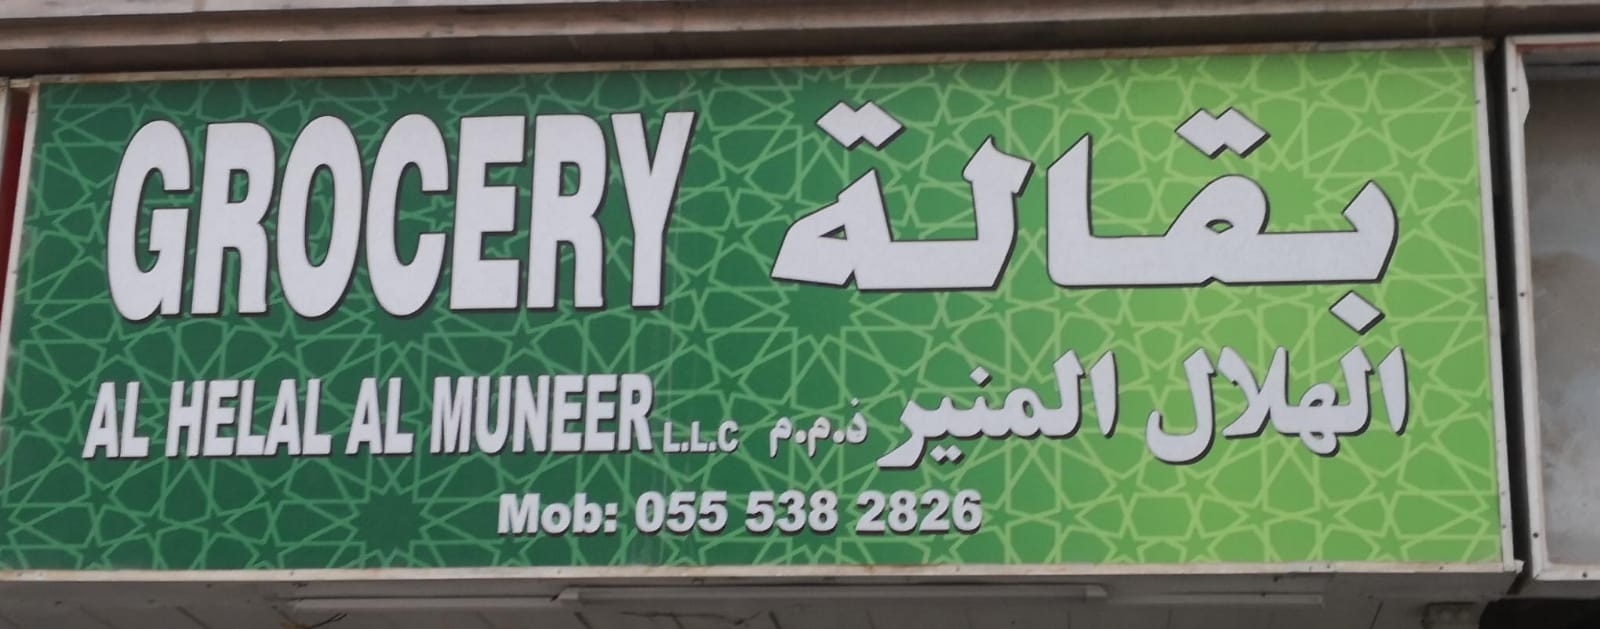 GROCERY بقالة
AL HELAL AL MUNEER L.L.C الهلال المنير ذ.م.م
Mob: 055 538 2826